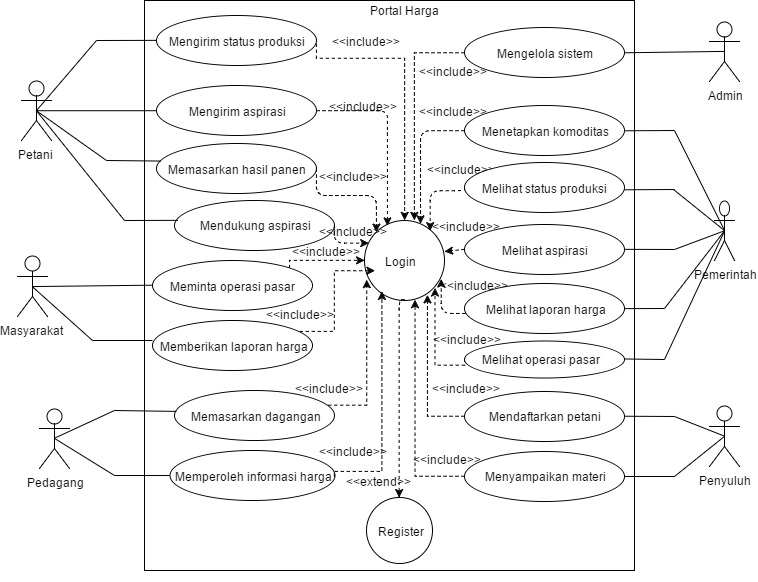 Portal Harga
Mengirim status produksi
<<include>>
Mengelola sistem
<<include>>
Admin
Petani
Mengirim aspirasi
<<include>>
<<include>>
Menetapkan komoditas
Memasarkan hasil panen
<<include>>
<<include>>
Melihat status produksi
Mendukung aspirasi
<<include>>
<<include>>
Melihat aspirasi
<<include>>
Login
Pemerintah
Masyarakat
Meminta operasi pasar
<<include>>
<<include>>
Melihat laporan harga
Memberikan laporan harga
<<include>>
Melihat operasi pasar
<<include>>
<<include>>
Pedagang
Memasarkan dagangan
Mendaftarkan petani
Penyuluh
<<include>>
<<include>>
Memperoleh informasi harga
Menyampaikan materi
<<extend>>
Register